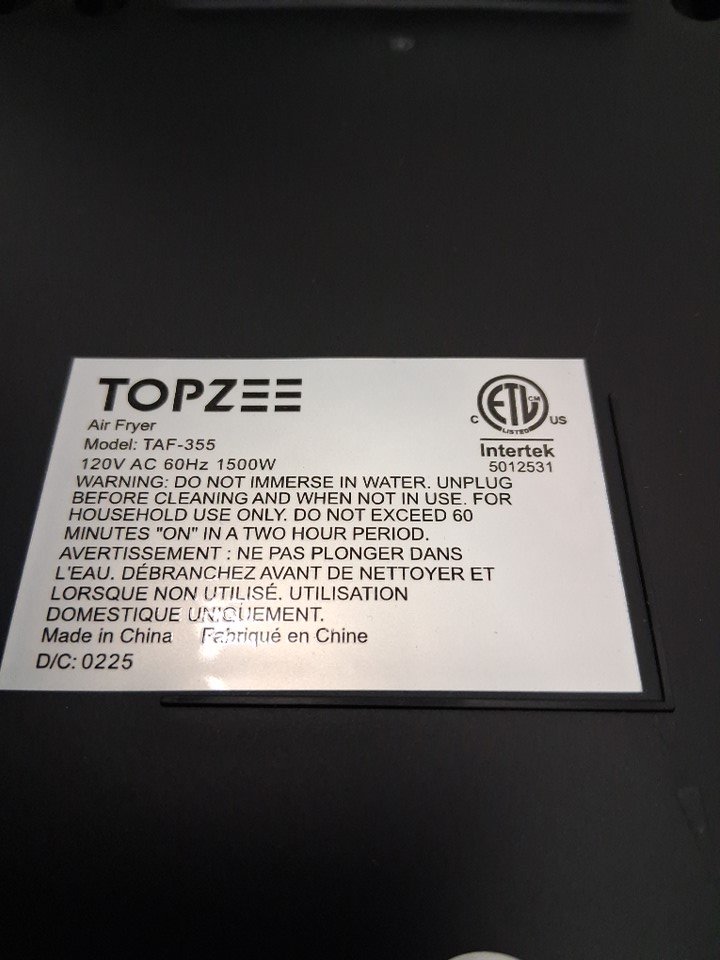 TOPZEE
Air Fryer
Model: TAF-355
120V AC 60Hz 1500W
C ETL CM US
LISTED
Intertek
5012531
WARNING: DO NOT IMMERSE IN WATER. UNPLUG
BEFORE CLEANING AND WHEN NOT IN USE. FOR
HOUSEHOLD USE ONLY. DO NOT EXCEED 60
MINUTES "ON" IN A TWO HOUR PERIOD.
AVERTISSEMENT : NE PAS PLONGER DANS
L'EAU. DÉBRANCHEZ AVANT DE NETTOYER ET
LORSQUE NON UTILISÉ. UTILISATION
DOMESTIQUE UNIQUEMENT.
Made in China Fabriqué en Chine
D/C: 0225